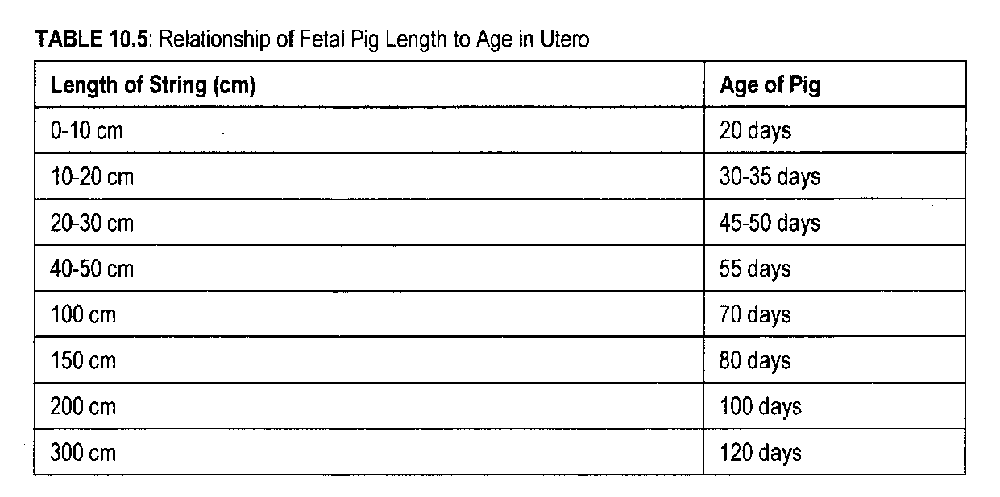 TABLE 10.5: Relationship of Fetal Pig Length to Age in Utero
Length of String (cm) Age of Pig
0-10 cm 20 days
10-20 cm 30-35 days
20-30 cm 45-50 days
40-50 cm 55 days
100 cm 70 days
150 cm 80 days
200 cm 100 days
300 cm 120 days